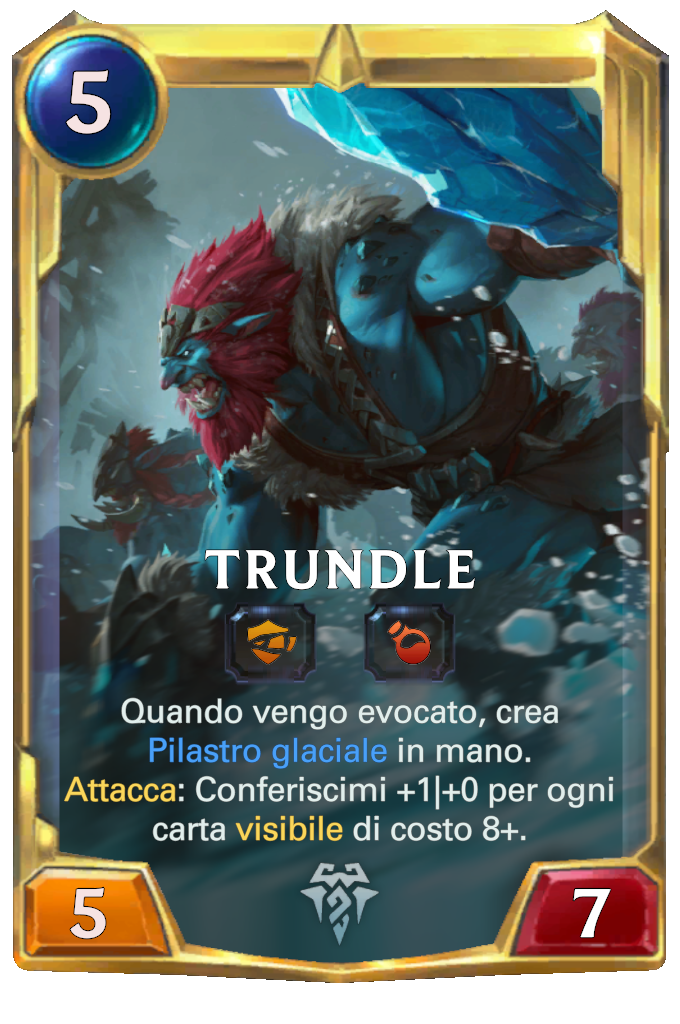 5
TRUNDLE
Quando vengo evocato, crea
Pilastro glaciale in mano.
Attacca: Conferiscimi +1|+0 per ogni
carta visibile di costo 8+.
5
7